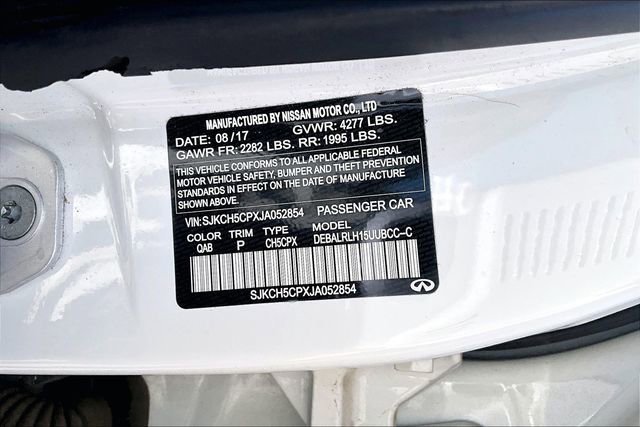 MANUFACTURED BY NISSAN MOTOR CO., LTD
DATE: 08/17 GVWR: 4277 LBS.
GAWR FR: 2282 LBS. RR: 1995 LBS.
THIS VEHICLE CONFORMS TO ALL APPLICABLE FEDERAL
MOTOR VEHICLE SAFETY, BUMPER AND THEFT PREVENTION
STANDARDS IN EFFECT ON THE DATE OF MANUFACTURE
SHOWN ABOVE.
VIN:SJKCH5CPXJA052854 PASSENGER CAR
COLOR TRIM TYPE MODEL
QAB P CH5CPX DEBALRLH15UUBCC-C
SJKCH5CPXJA052854